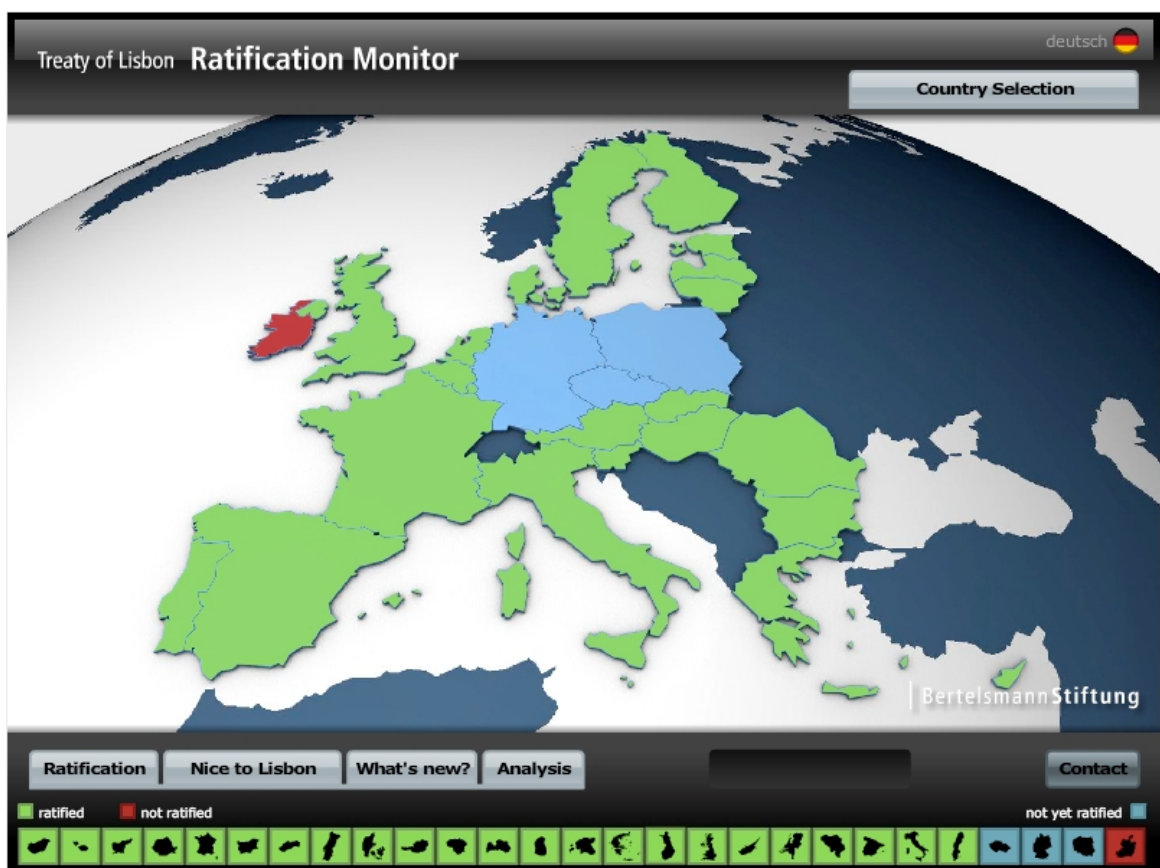 deutsch
Treaty of Lisbon Ratification Monitor
Country Selection
BertelsmannStiftung
Ratification
Nice to Lisbon
What's new?
Analysis
Contact
ratified
not ratified
not yet ratified